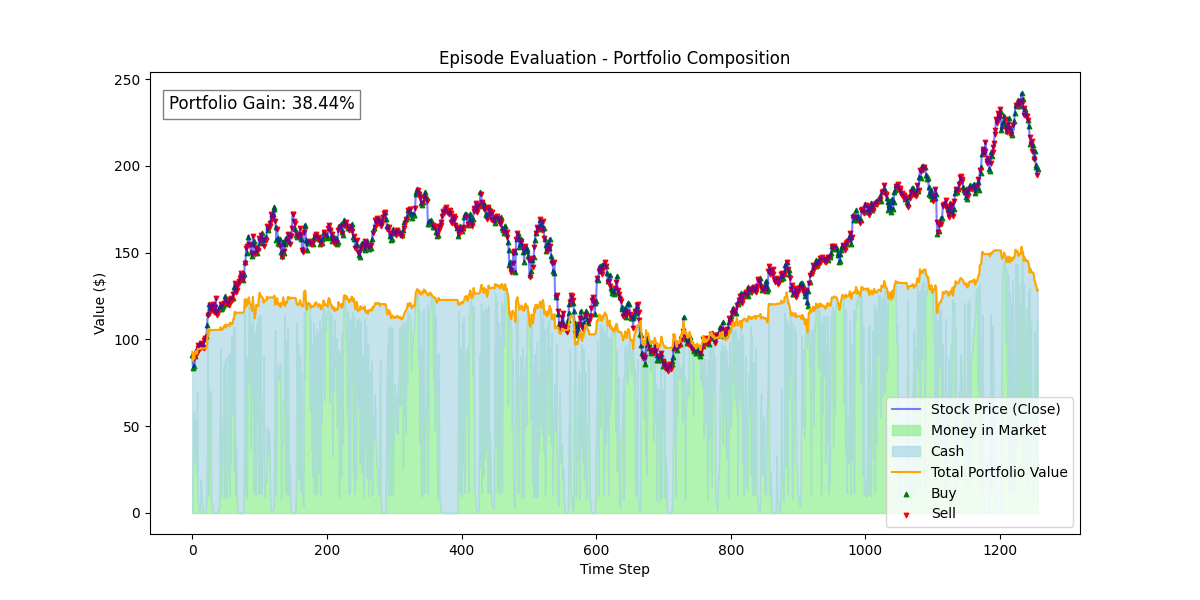 Episode Evaluation - Portfolio Composition
Portfolio Gain: 38.44%
Value ($)
250
200
150
100
50
0
0
200
400
600
800
1000
1200
Time Step
Stock Price (Close)
Money in Market
Cash
Total Portfolio Value
Buy
Sell